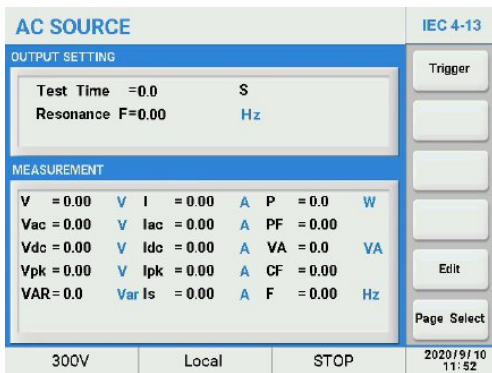 AC SOURCE
IEC 4-13
OUTPUT SETTING
Test Time =0.0 S
Resonance F=0.00 Hz
Trigger
MEASUREMENT
V = 0.00 V I = 0.00 A P = 0.0 W
Vac = 0.00 V Iac = 0.00 A PF = 0.00
Vdc = 0.00 V Idc = 0.00 A VA = 0.0 VA
Vpk = 0.00 V Ipk = 0.00 A CF = 0.00
VAR= 0.0 Var Is = 0.00 A F = 0.00 Hz
Edit
Page Select
300V Local STOP 2020/9/10
11:52